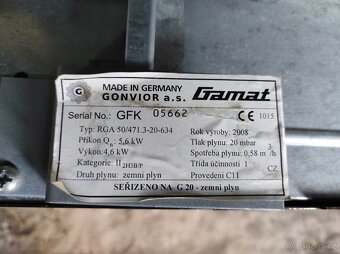 MADE IN GERMANY
GONVIOR a.s.
Gamat
G
Serial No.: GFK 05662
CE 1015
Typ: RGA 50/471.3-20-634
Rok výroby: 2008
Příkon Qn: 5,6 kW
Tlak plynu: 20 mbar
Výkon: 4,6 kW
Spotřeba plynu: 0,58 m³/h
Kategorie: II2H3B/P
Třída účinnosti 1
CZ
Druh plynu: zemní plyn
Provedení C11
SEŘIZENO NA G 20 - zemní plyn